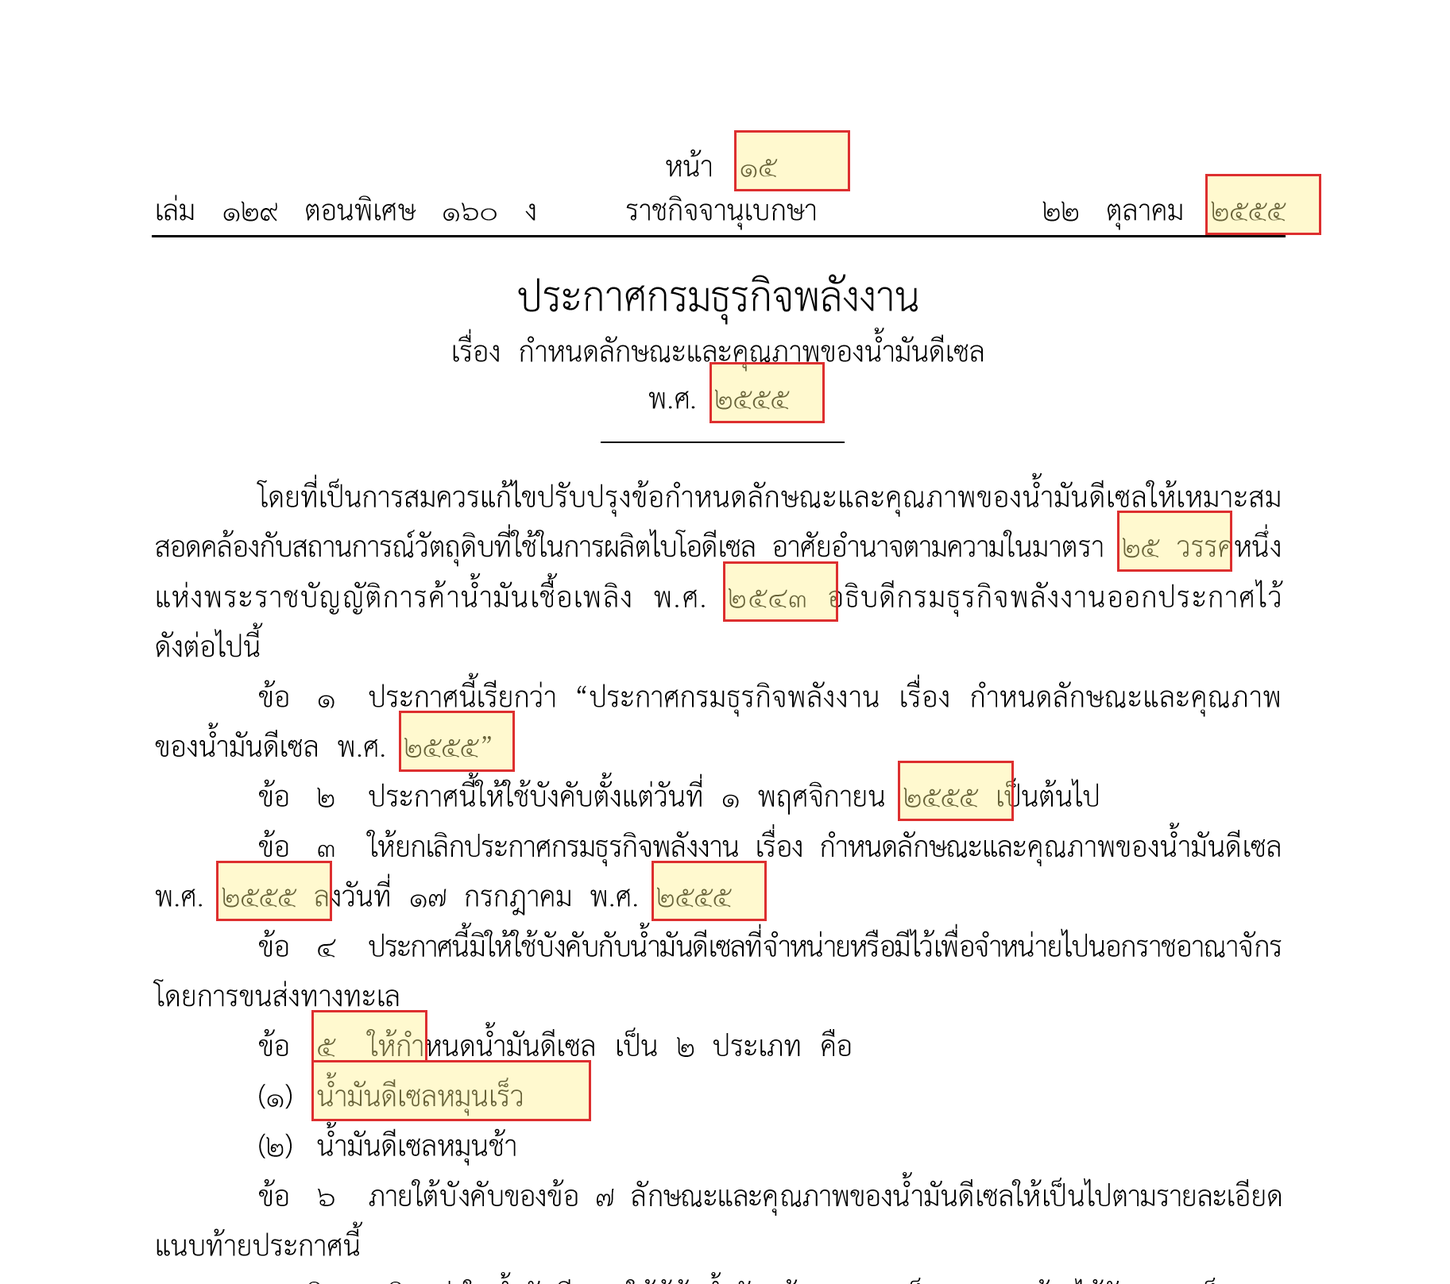 หน้า ๑๕
เล่ม ๑๒๙ ตอนพิเศษ ๑๖๐ ง ราชกิจจานุเบกษา ๒๒ ตุลาคม ๒๕๕๕
ประกาศกรมธุรกิจพลังงาน
เรื่อง กำหนดลักษณะและคุณภาพของน้ำมันดีเซล
พ.ศ. ๒๕๕๕
โดยที่เป็นการสมควรแก้ไขปรับปรุงข้อกำหนดลักษณะและคุณภาพของน้ำมันดีเซลให้เหมาะสม
สอดคล้องกับสถานการณ์วัตถุดิบที่ใช้ในการผลิตไบโอดีเซล อาศัยอำนาจตามความในมาตรา ๒๕ วรรคหนึ่ง
แห่งพระราชบัญญัติการค้าน้ำมันเชื้อเพลิง พ.ศ. ๒๕๔๓ อธิบดีกรมธุรกิจพลังงานออกประกาศไว้
ดังต่อไปนี้
ข้อ ๑ ประกาศนี้เรียกว่า “ประกาศกรมธุรกิจพลังงาน เรื่อง กำหนดลักษณะและคุณภาพ
ของน้ำมันดีเซล พ.ศ. ๒๕๕๕”
ข้อ ๒ ประกาศนี้ให้ใช้บังคับตั้งแต่วันที่ ๑ พฤศจิกายน ๒๕๕๕ เป็นต้นไป
ข้อ ๓ ให้ยกเลิกประกาศกรมธุรกิจพลังงาน เรื่อง กำหนดลักษณะและคุณภาพของน้ำมันดีเซล
พ.ศ. ๒๕๕๕ ลงวันที่ ๑๗ กรกฎาคม พ.ศ. ๒๕๕๕
ข้อ ๔ ประกาศนี้มิให้ใช้บังคับกับน้ำมันดีเซลที่จำหน่ายหรือมีไว้เพื่อจำหน่ายไปนอกราชอาณาจักร
โดยการขนส่งทางทะเล
ข้อ ๕ ให้กำหนดน้ำมันดีเซล เป็น ๒ ประเภท คือ
(๑) น้ำมันดีเซลหมุนเร็ว
(๒) น้ำมันดีเซลหมุนช้า
ข้อ ๖ ภายใต้บังคับของข้อ ๗ ลักษณะและคุณภาพของน้ำมันดีเซลให้เป็นไปตามรายละเอียด
แนบท้ายประกาศนี้